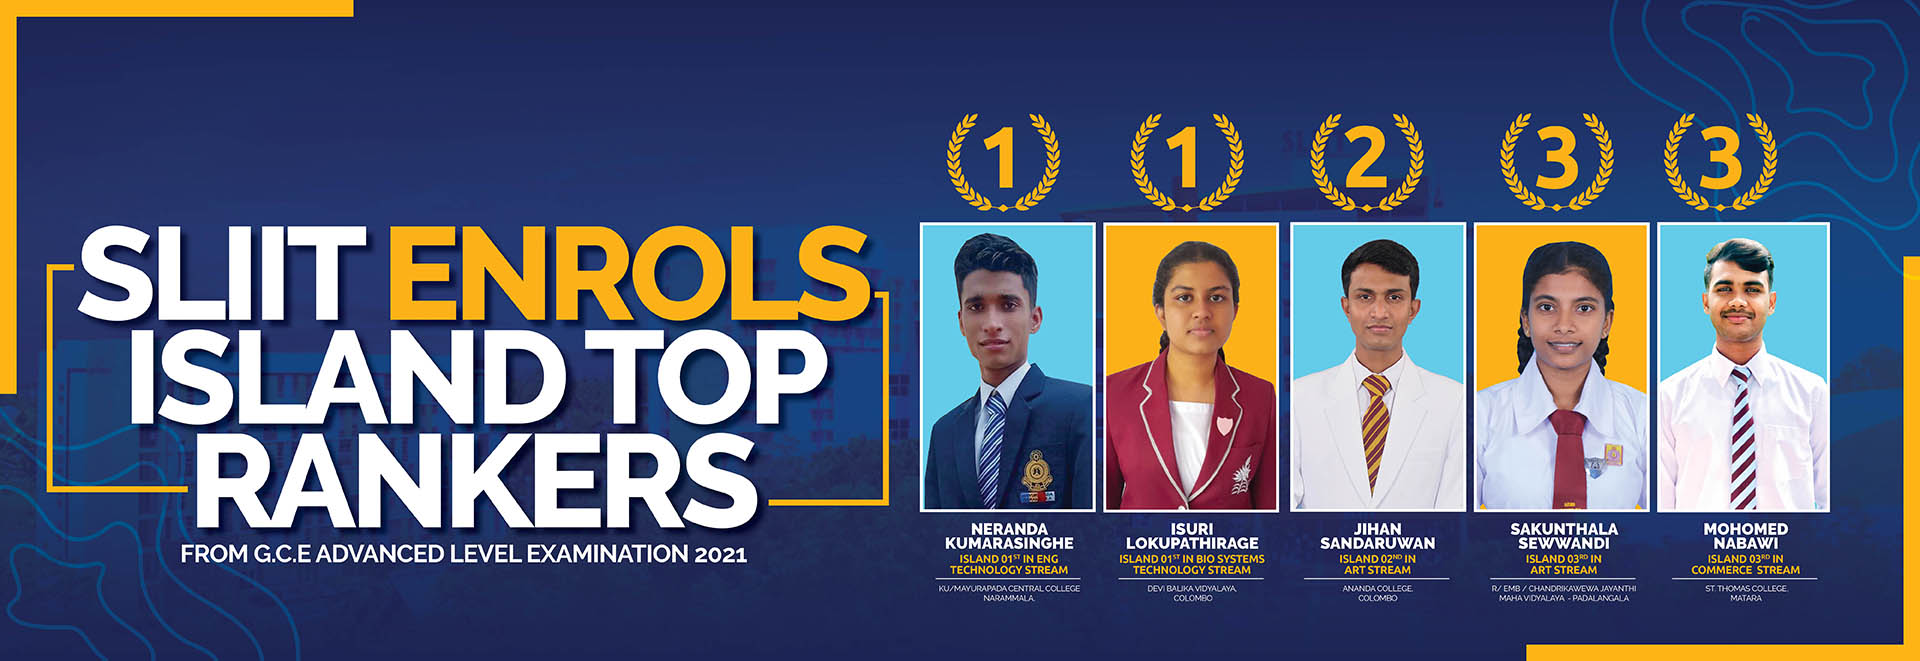 SLIIT ENROLS
ISLAND TOP
RANKERS
FROM G.C.E ADVANCED LEVEL EXAMINATION 2021
1
NERANDA
KUMARASINGHE
ISLAND 01ST IN ENG
TECHNOLOGY STREAM
KU/MAYURAPADA CENTRAL COLLEGE
NARAMMALA.
1
ISURI
LOKUPATHIRAGE
ISLAND 01ST IN BIO SYSTEMS
TECHNOLOGY STREAM
DEVI BALIKA VIDYALAYA,
COLOMBO
2
JIHAN
SANDARUWAN
ISLAND 02ND IN
ART STREAM
ANANDA COLLEGE,
COLOMBO
3
SAKUNTHALA
SEWWANDI
ISLAND 03RD IN
ART STREAM
R/ EMB / CHANDRIKAWEWA JAYANTHI
MAHA VIDYALAYA - PADALANGALA
3
MOHOMED
NABAWI
ISLAND 03RD IN
COMMERCE STREAM
ST. THOMAS COLLEGE,
MATARA